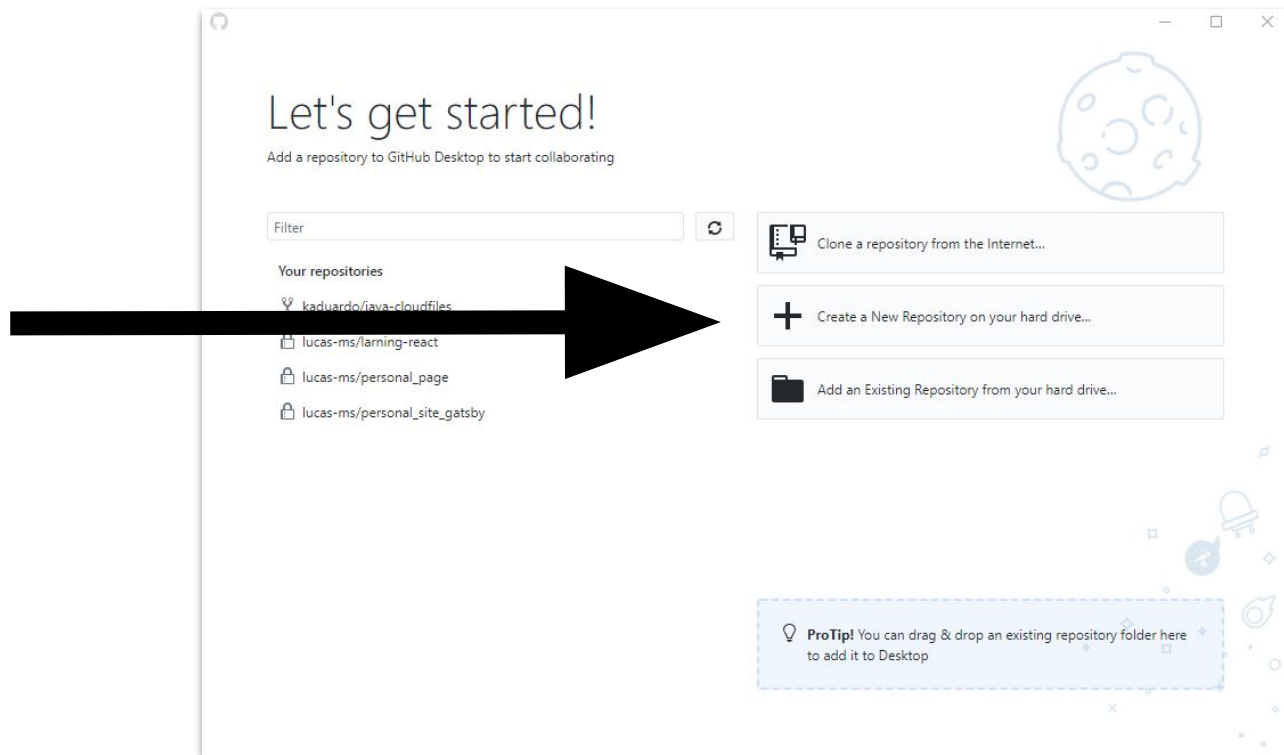 Let's get started!
Add a repository to GitHub Desktop to start collaborating
Filter
Your repositories
kaduardo/java-cloudfiles
lucas-ms/larning-react
lucas-ms/personal_page
lucas-ms/personal_site_gatsby
Clone a repository from the Internet...
Create a New Repository on your hard drive...
Add an Existing Repository from your hard drive...
ProTip! You can drag & drop an existing repository folder here
to add it to Desktop